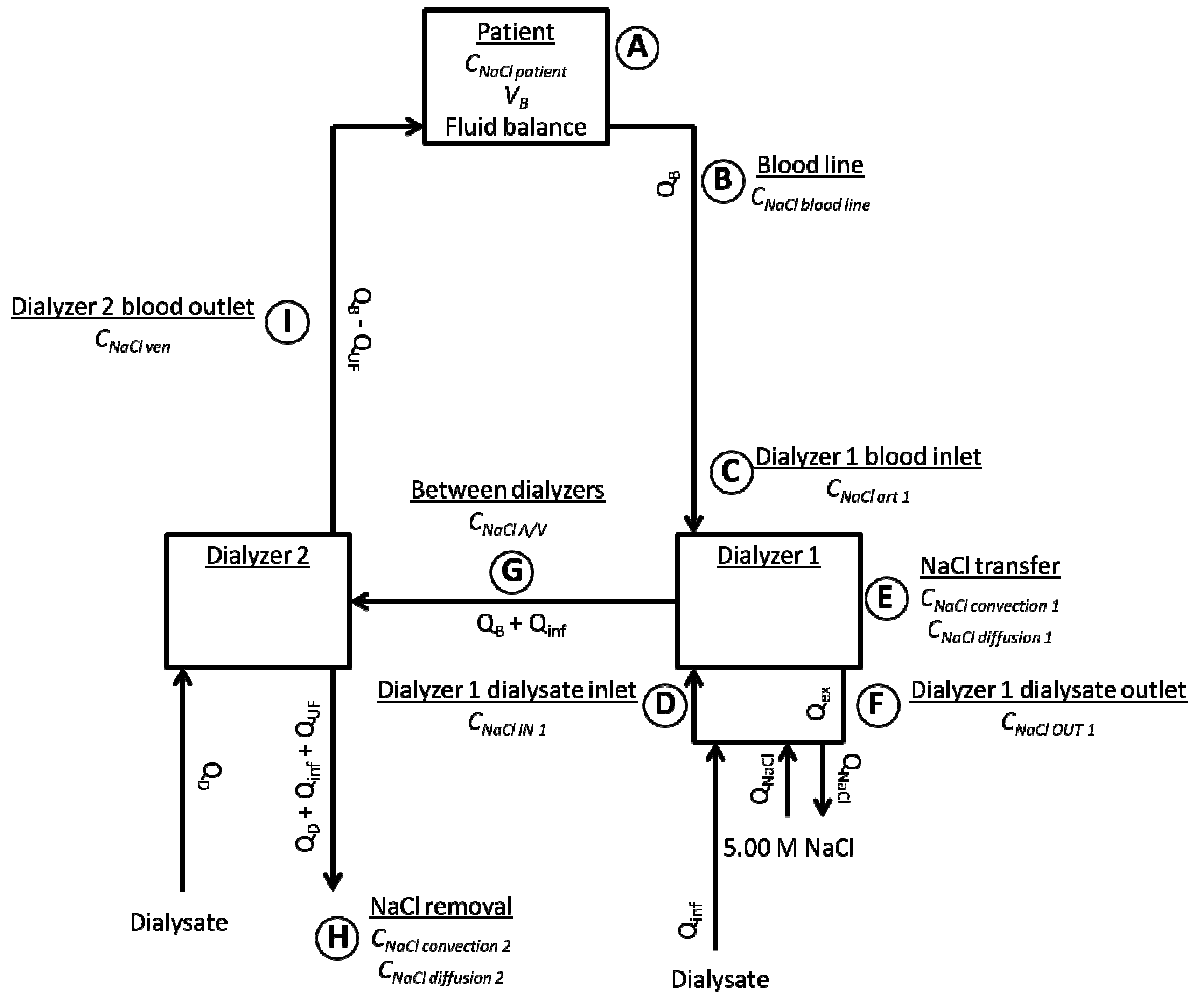 Patient
C_NaCl patient
V_B
Fluid balance
A
Q_B
B
Blood line
C_NaCl blood line
Dialyzer 2 blood outlet
C_NaCl ven
I
Q_B - Q_UF
C
Dialyzer 1 blood inlet
C_NaCl art 1
Between dialyzers
C_NaCl A/V
G
Q_B + Q_inf
Dialyzer 2
Dialyzer 1
E
NaCl transfer
C_NaCl convection 1
C_NaCl diffusion 1
Dialyzer 1 dialysate inlet
C_NaCl IN 1
D
Q_ex
F
Dialyzer 1 dialysate outlet
C_NaCl OUT 1
Q_D
Q_D + Q_inf + Q_UF
Q_NaCl
Q_NaCl
5.00 M NaCl
Q_inf
Dialysate
H
NaCl removal
C_NaCl convection 2
C_NaCl diffusion 2
Dialysate